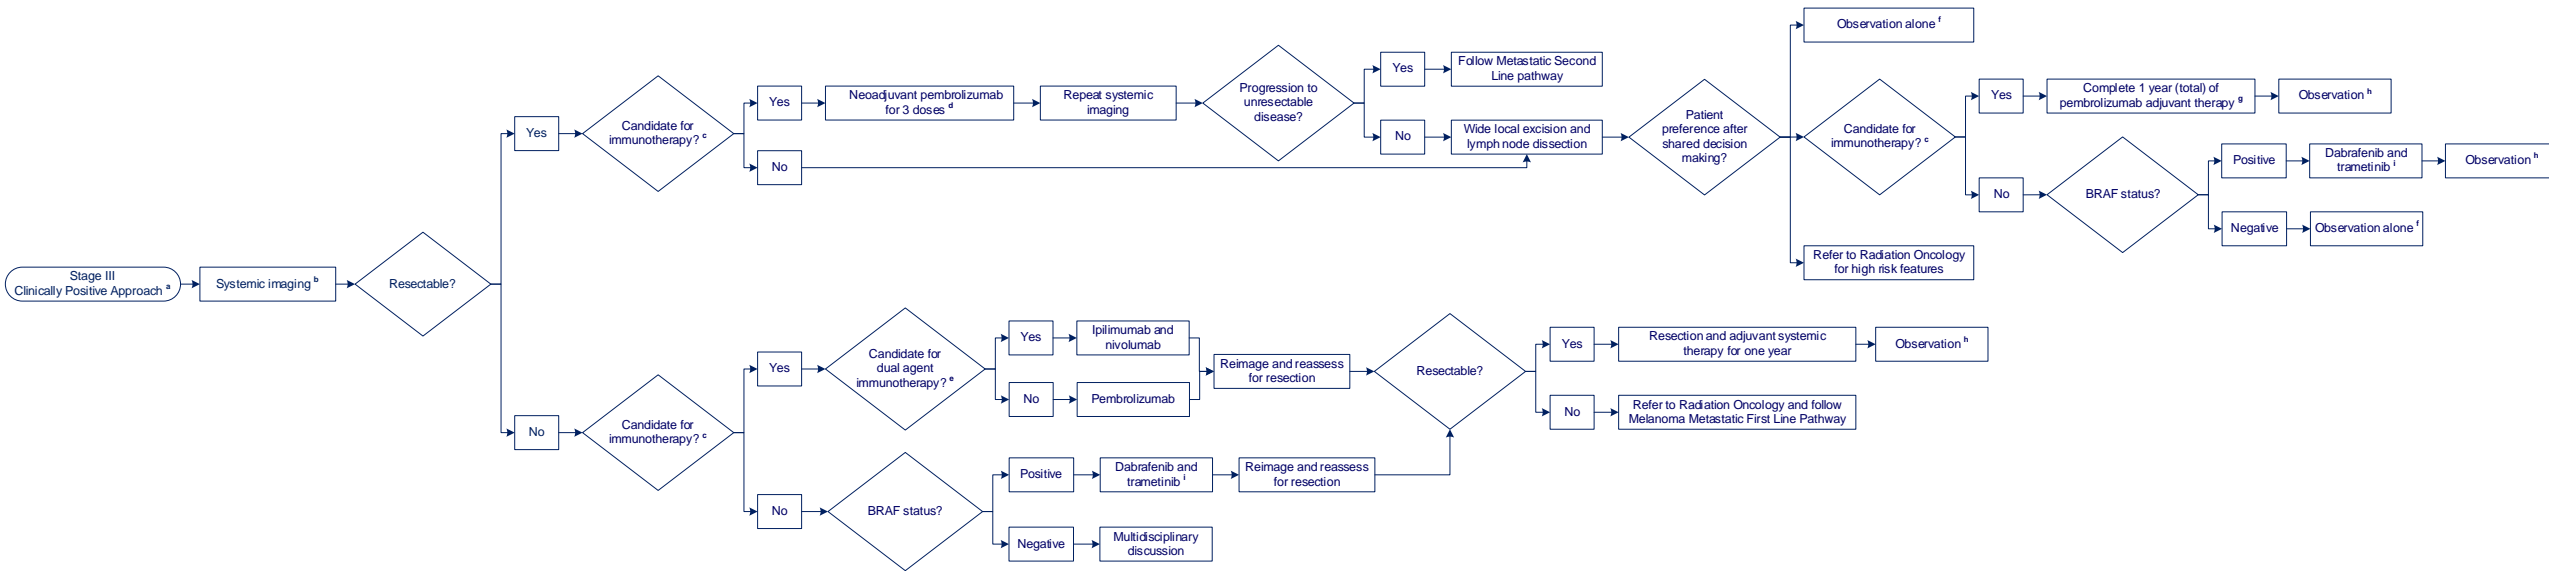 Stage III
Clinically Positive Approach a
Systemic imaging b
Resectable?
Yes
Candidate for
immunotherapy? c
Yes
Neoadjuvant pembrolizumab
for 3 doses d
Repeat systemic
imaging
Progression to
unresectable
disease?
Yes
Follow Metastatic Second
Line pathway
No
Wide local excision and
lymph node dissection
No
Patient
preference after
shared decision
making?
Observation alone f
Candidate for
immunotherapy? c
Yes
Complete 1 year (total) of
pembrolizumab adjuvant therapy g
Observation h
No
BRAF status?
Positive
Dabrafenib and
trametinib i
Observation h
Negative
Observation alone f
Refer to Radiation Oncology
for high risk features
No
Candidate for
immunotherapy? c
Yes
Candidate for
dual agent
immunotherapy? e
Yes
Ipilimumab and
nivolumab
No
Pembrolizumab
Reimage and reassess
for resection
Resectable?
Yes
Resection and adjuvant systemic
therapy for one year
Observation h
No
Refer to Radiation Oncology and follow
Melanoma Metastatic First Line Pathway
No
BRAF status?
Positive
Dabrafenib and
trametinib i
Reimage and reassess
for resection
Negative
Multidisciplinary
discussion